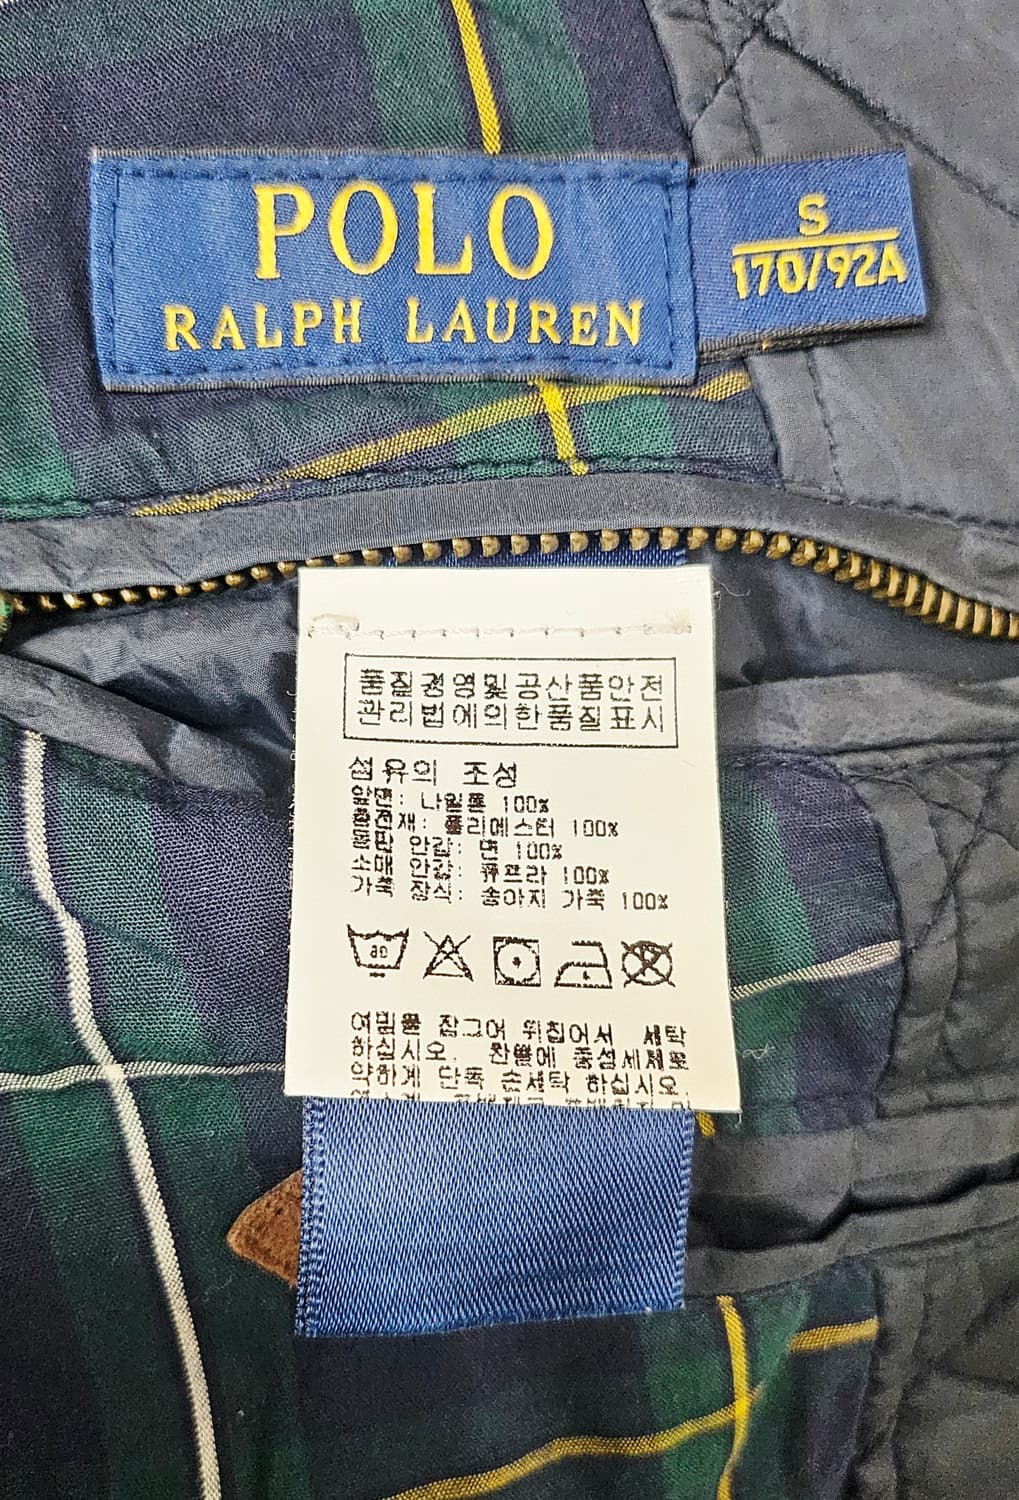 POLO
RALPH LAUREN
S
170/92A
품질경영및공산품안전
관리법에의한품질표시
섬유의 조성
앞면: 나일론 100%
충전재: 폴리에스터 100%
몸판 안감: 면 100%
소매 안감: 큐프라 100%
가죽 장식: 송아지 가죽 100%
30
여밈을 잠그어 뒤집어서 세탁
하십시오. 찬물에 중성세제로
약하게 단독 손세탁 하십시오.